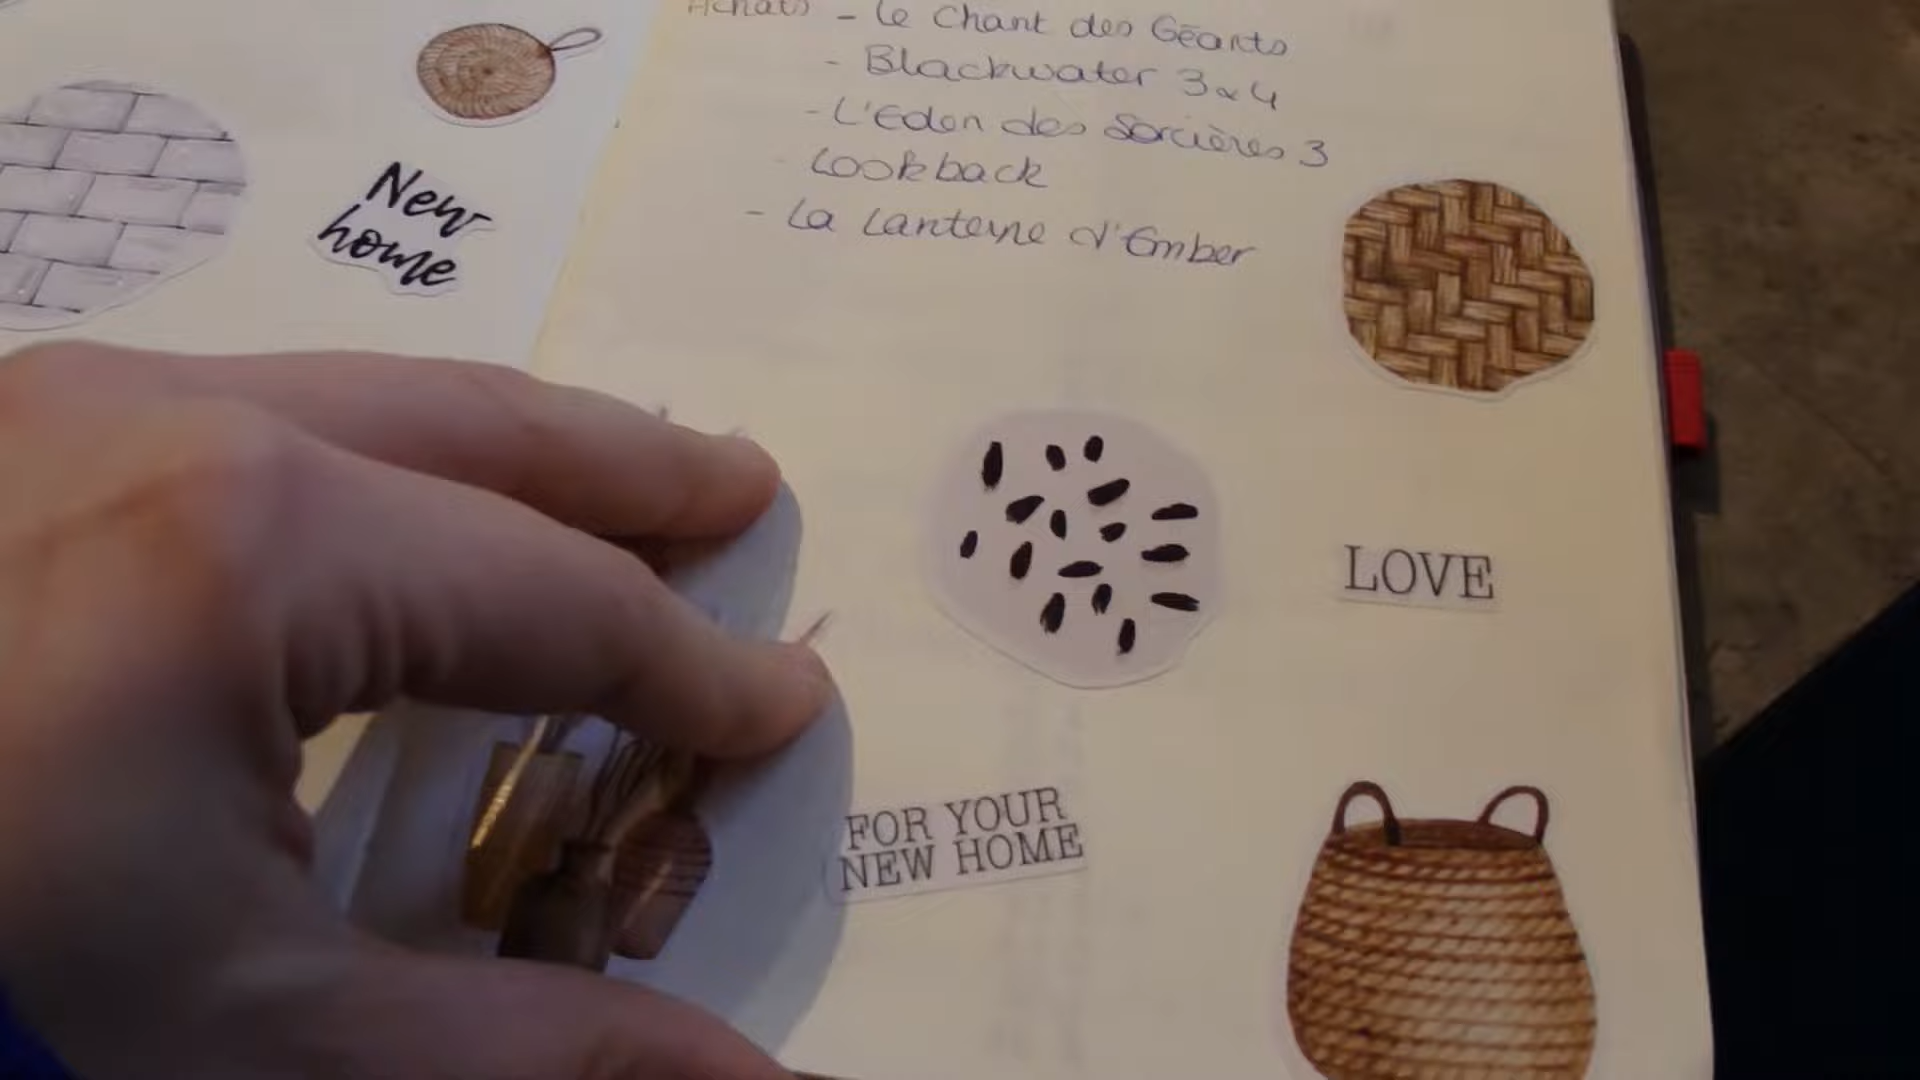 Achats - Le Chant des Géants
- Blackwater 3 & 4
- L'Eden des Sorcières 3
Lookback
- La Lanterne d'Ember
New
home
LOVE
FOR YOUR
NEW HOME